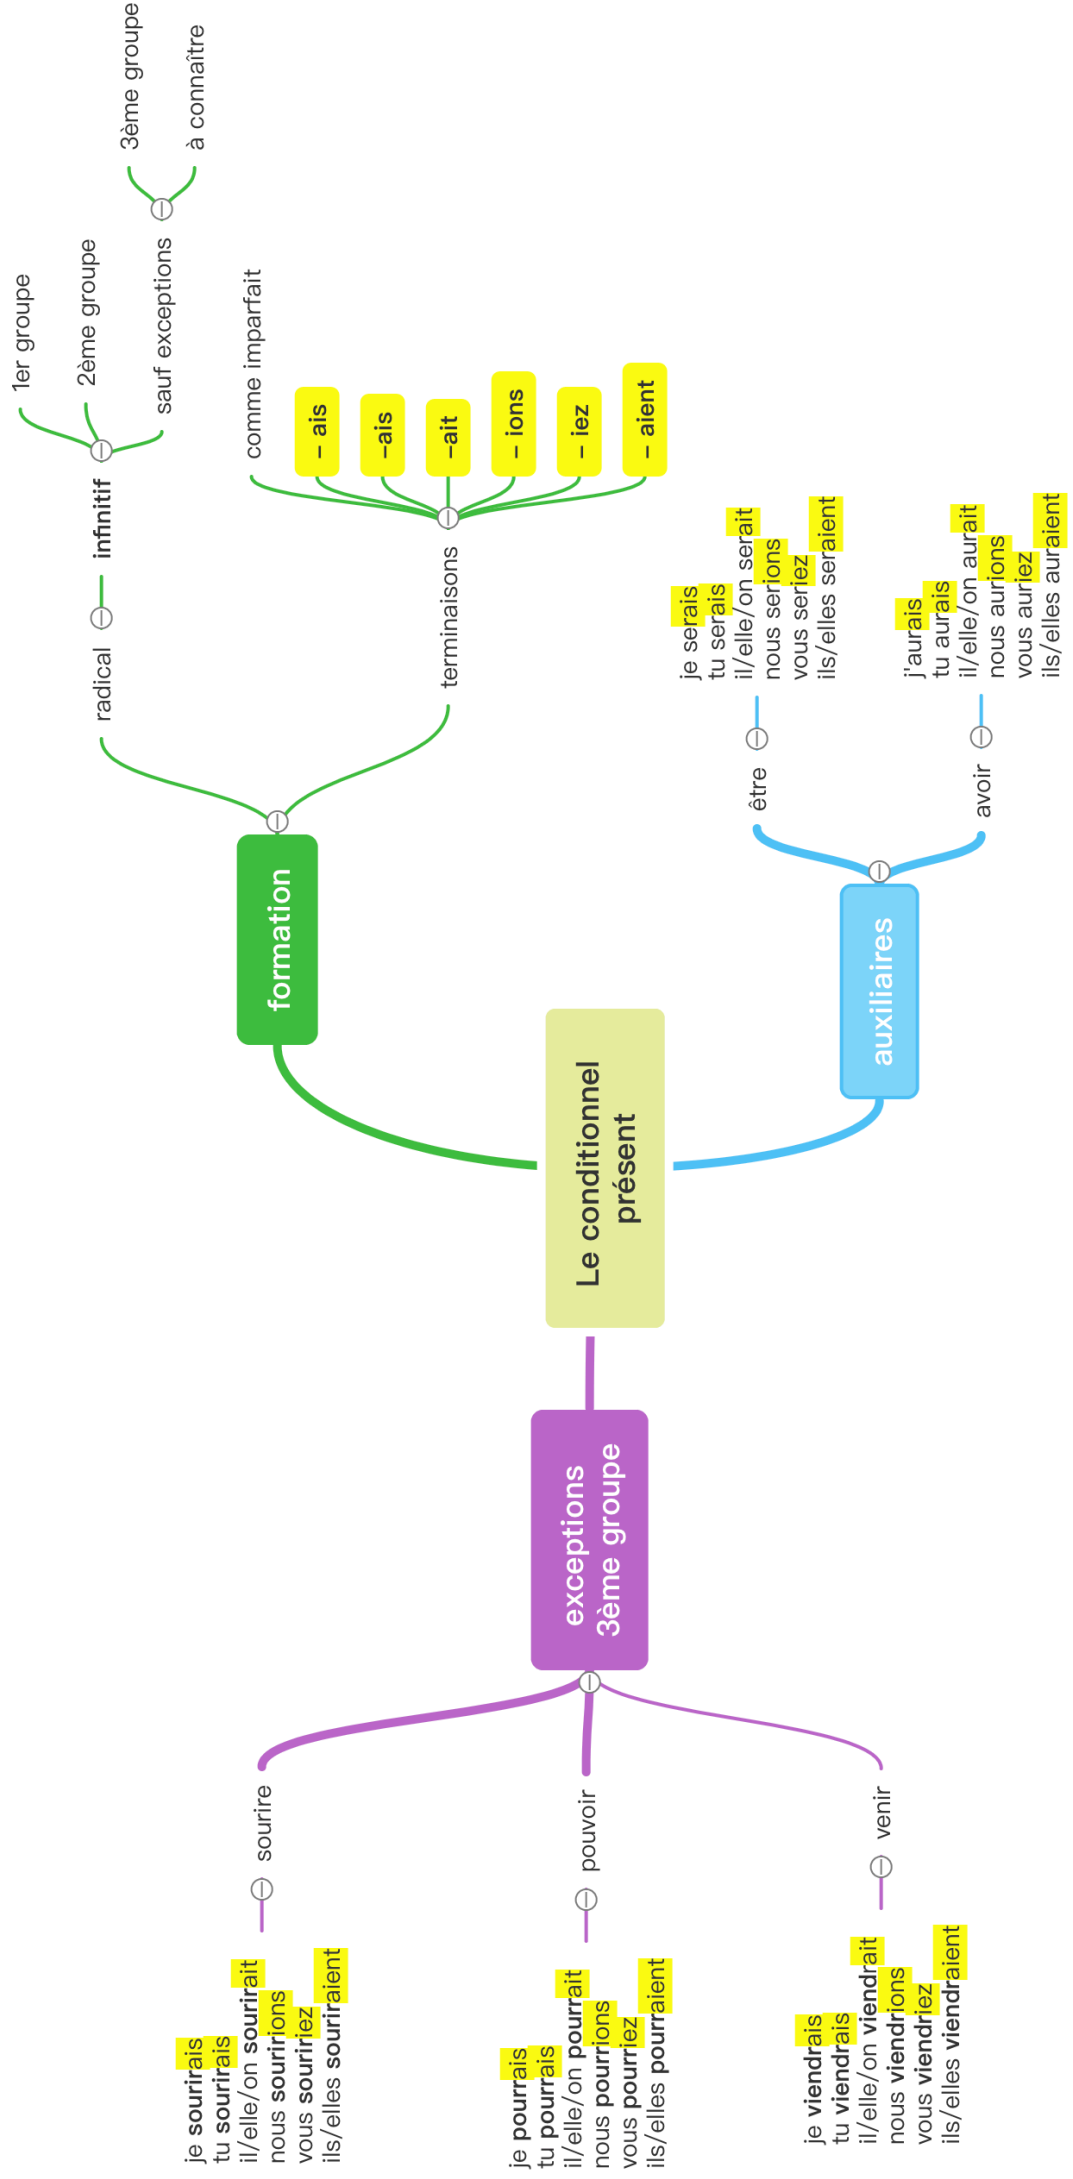 Le conditionnel
présent
formation
radical
infinitif
1er groupe
2ème groupe
sauf exceptions
3ème groupe
à connaître
terminaisons
comme imparfait
– ais
–ais
–ait
– ions
– iez
– aient
auxiliaires
être
je serais
tu serais
il/elle/on serait
nous serions
vous seriez
ils/elles seraient
avoir
j'aurais
tu aurais
il/elle/on aurait
nous aurions
vous auriez
ils/elles auraient
exceptions
3ème groupe
sourire
je sourirais
tu sourirais
il/elle/on sourirait
nous souririons
vous souririez
ils/elles souriraient
pouvoir
je pourrais
tu pourrais
il/elle/on pourrait
nous pourrions
vous pourriez
ils/elles pourraient
venir
je viendrais
tu viendrais
il/elle/on viendrait
nous viendrions
vous viendriez
ils/elles viendraient